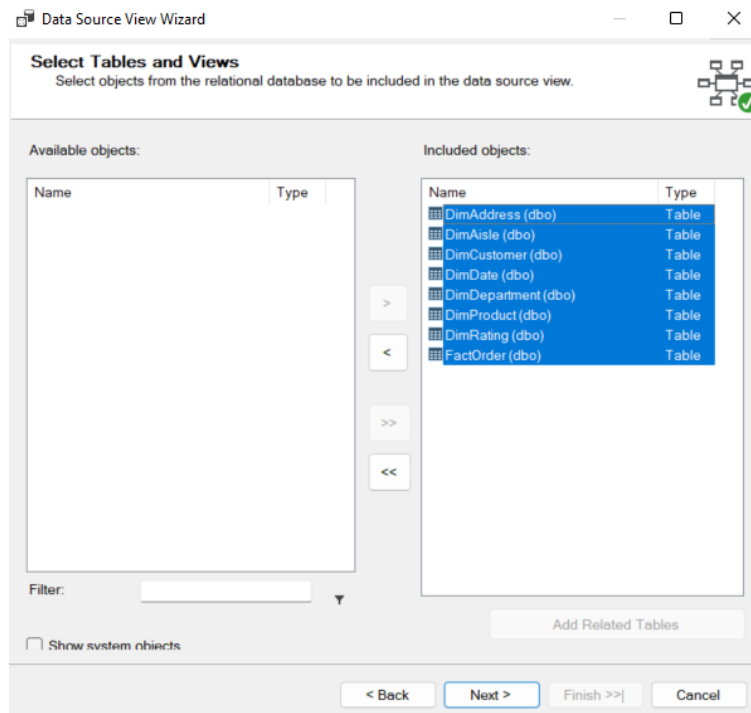 Data Source View Wizard
Select Tables and Views
Select objects from the relational database to be included in the data source view.
Available objects:
Name Type
Included objects:
Name Type
DimAddress (dbo) Table
DimAisle (dbo) Table
DimCustomer (dbo) Table
DimDate (dbo) Table
DimDepartment (dbo) Table
DimProduct (dbo) Table
DimRating (dbo) Table
FactOrder (dbo) Table
>
<
>>
<<
Filter:
Add Related Tables
Show system objects
< Back Next > Finish >>| Cancel